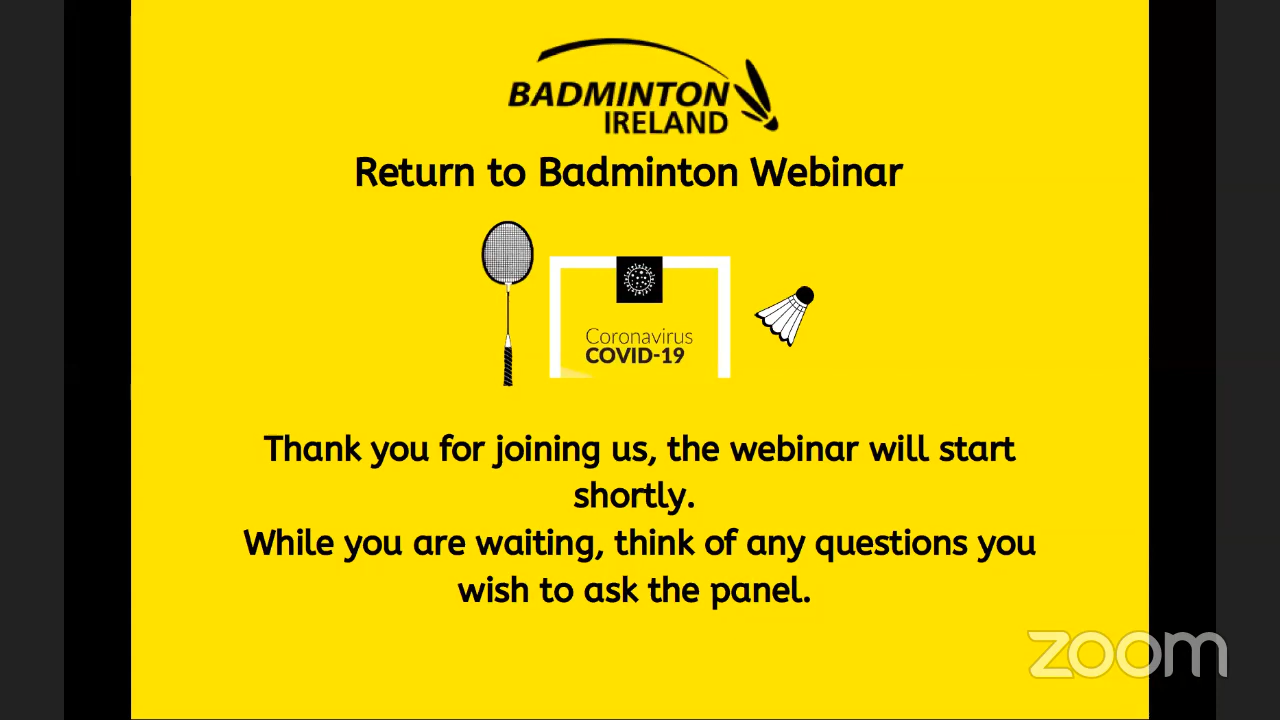 BADMINTON
IRELAND
Return to Badminton Webinar
Coronavirus
COVID-19
Thank you for joining us, the webinar will start
shortly.
While you are waiting, think of any questions you
wish to ask the panel.
zoom